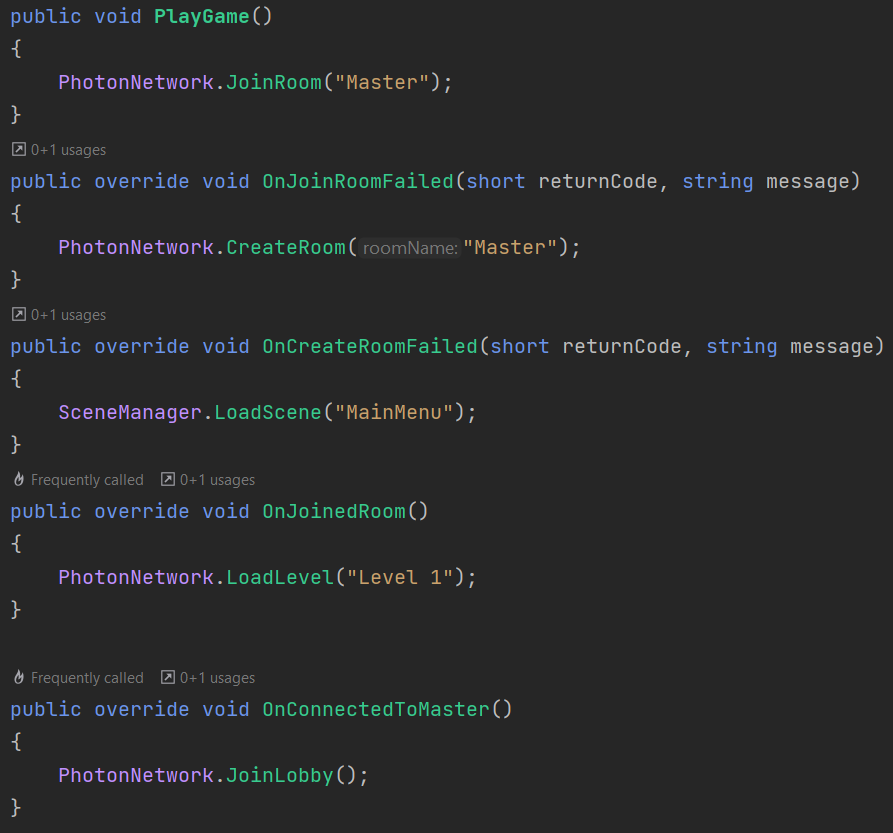 public void PlayGame()
{
    PhotonNetwork.JoinRoom("Master");
}
0+1 usages
public override void OnJoinRoomFailed(short returnCode, string message)
{
    PhotonNetwork.CreateRoom(roomName: "Master");
}
0+1 usages
public override void OnCreateRoomFailed(short returnCode, string message)
{
    SceneManager.LoadScene("MainMenu");
}
Frequently called 0+1 usages
public override void OnJoinedRoom()
{
    PhotonNetwork.LoadLevel("Level 1");
}
Frequently called 0+1 usages
public override void OnConnectedToMaster()
{
    PhotonNetwork.JoinLobby();
}